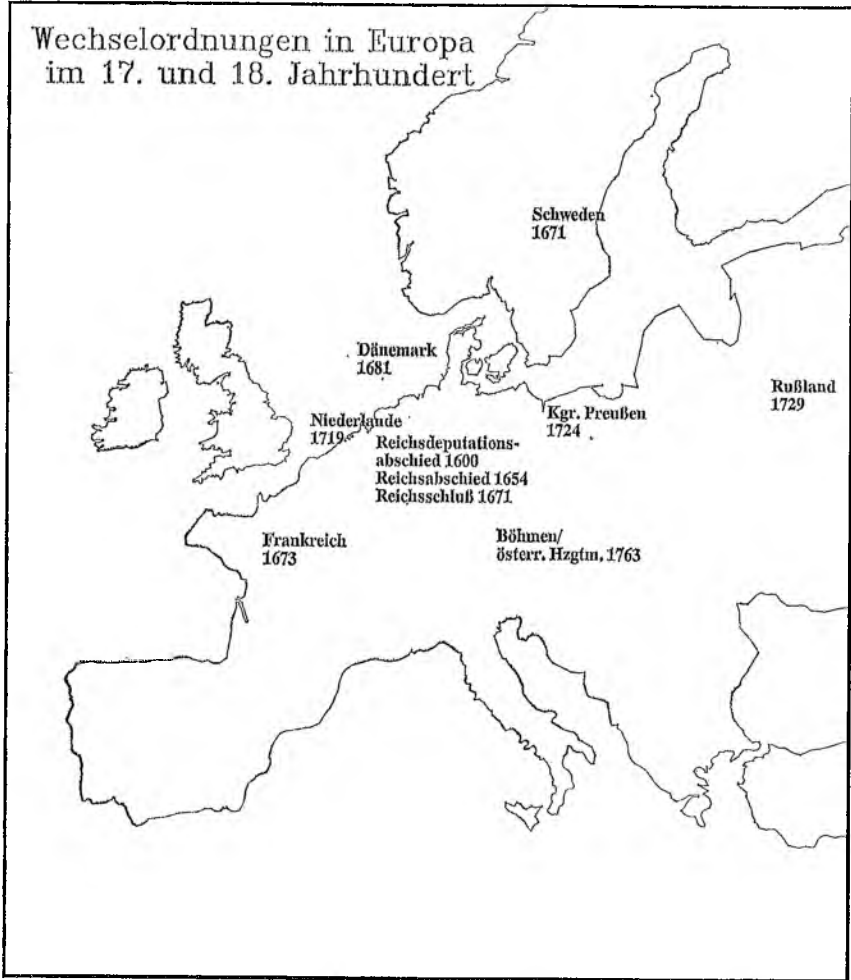 Wechselordnungen in Europa
im 17. und 18. Jahrhundert
Schweden
1671
Dänemark
1681
Rußland
1729
Kgr. Preußen
1724
Niederlande
1719
Reichsdeputations-
abschied 1600
Reichsabschied 1654
Reichsschluß 1671
Frankreich
1673
Böhmen/
österr. Hzgtm. 1763